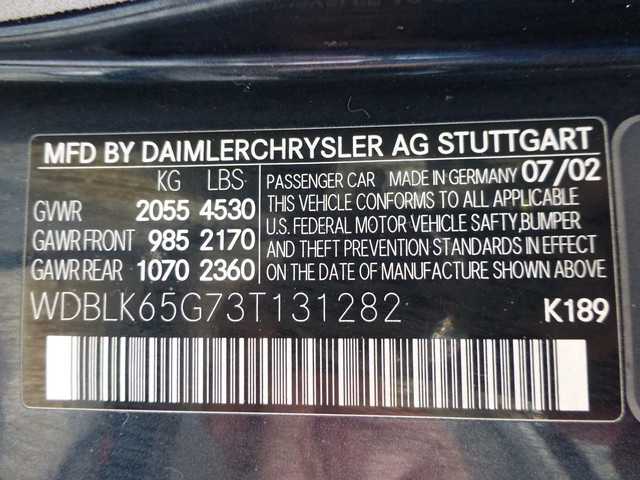 MFD BY DAIMLERCHRYSLER AG STUTTGART
KG LBS
GVWR 2055 4530
GAWR FRONT 985 2170
GAWR REAR 1070 2360
PASSENGER CAR MADE IN GERMANY 07/02
THIS VEHICLE CONFORMS TO ALL APPLICABLE
U.S. FEDERAL MOTOR VEHICLE SAFTY,BUMPER
AND THEFT PREVENTION STANDARDS IN EFFECT
ON THE DATE OF MANUFACTURE SHOWN ABOVE
WDBLK65G73T131282 K189